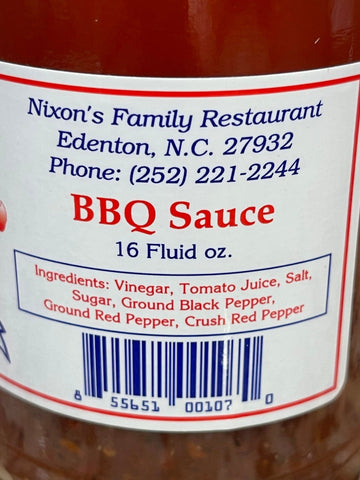 Nixon's Family Restaurant
Edenton, N.C. 27932
Phone: (252) 221-2244
BBQ Sauce
16 Fluid oz.
Ingredients: Vinegar, Tomato Juice, Salt,
Sugar, Ground Black Pepper,
Ground Red Pepper, Crush Red Pepper
8 55651 00107 0